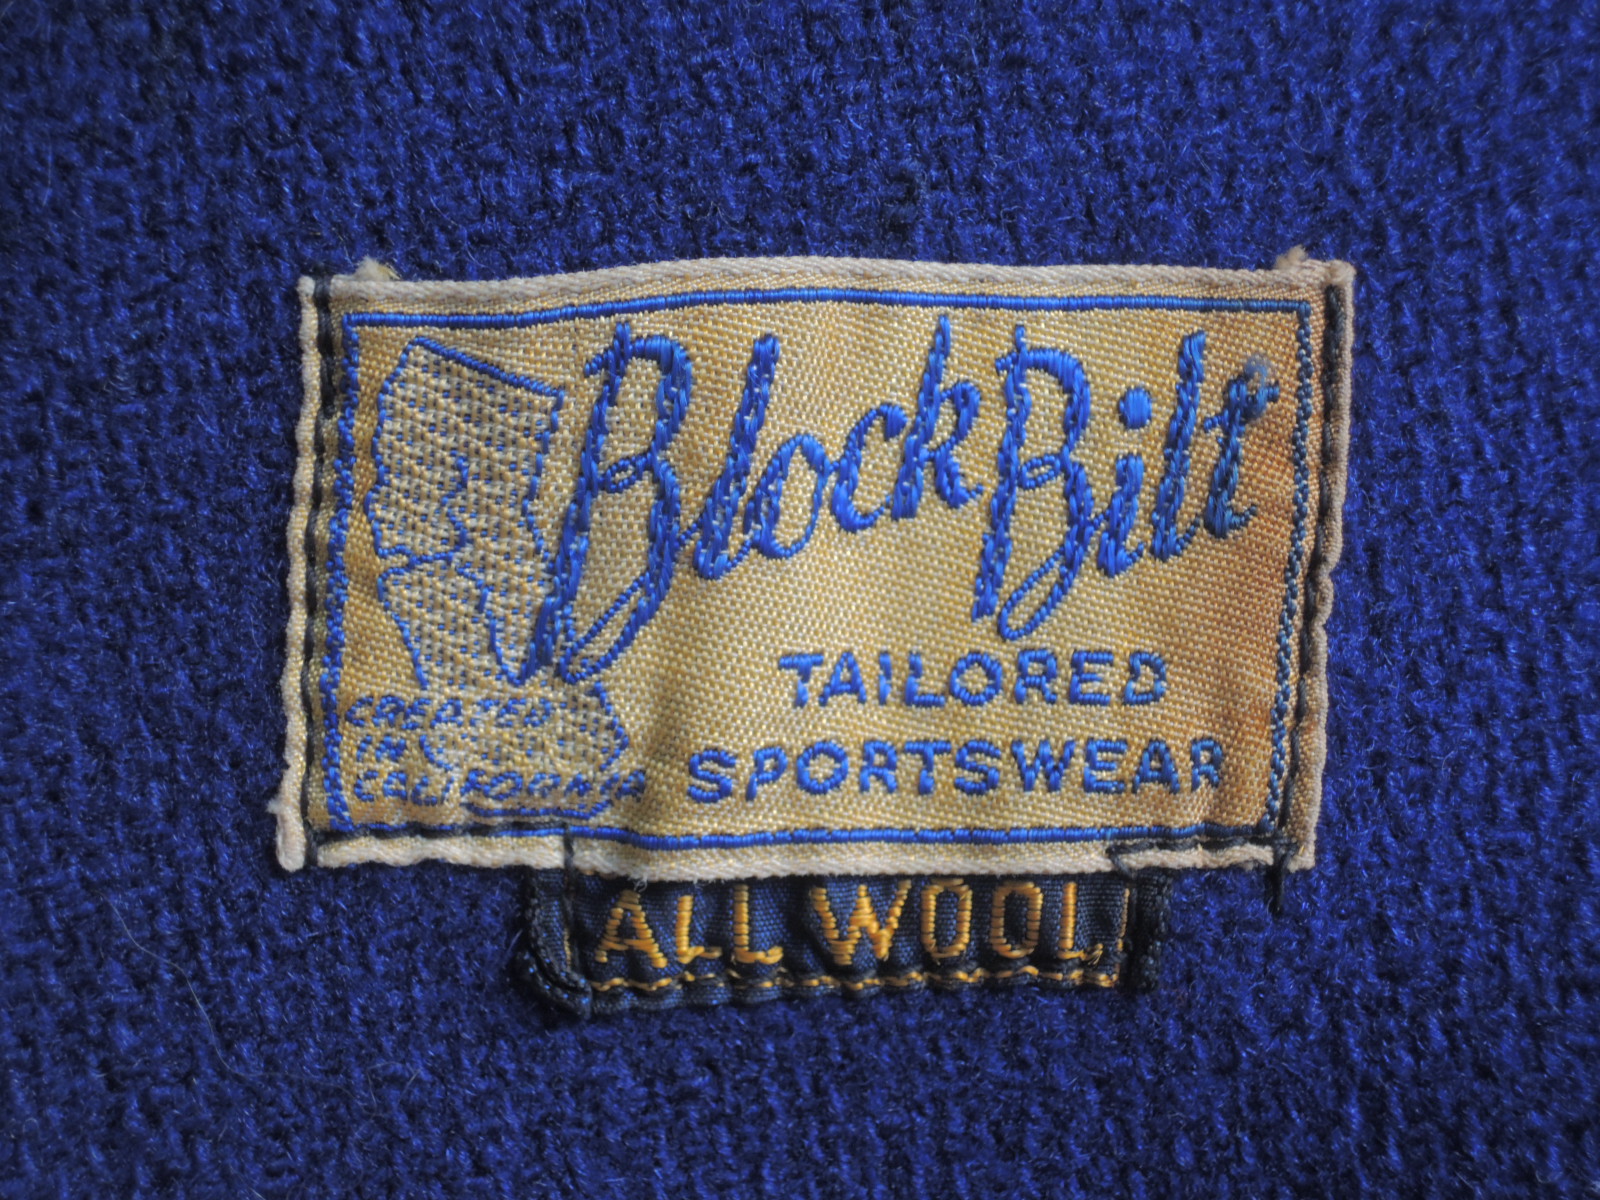 BlockBilt
TAILORED
SPORTSWEAR
CREATED
IN
CALIFORNIA
ALL WOOL